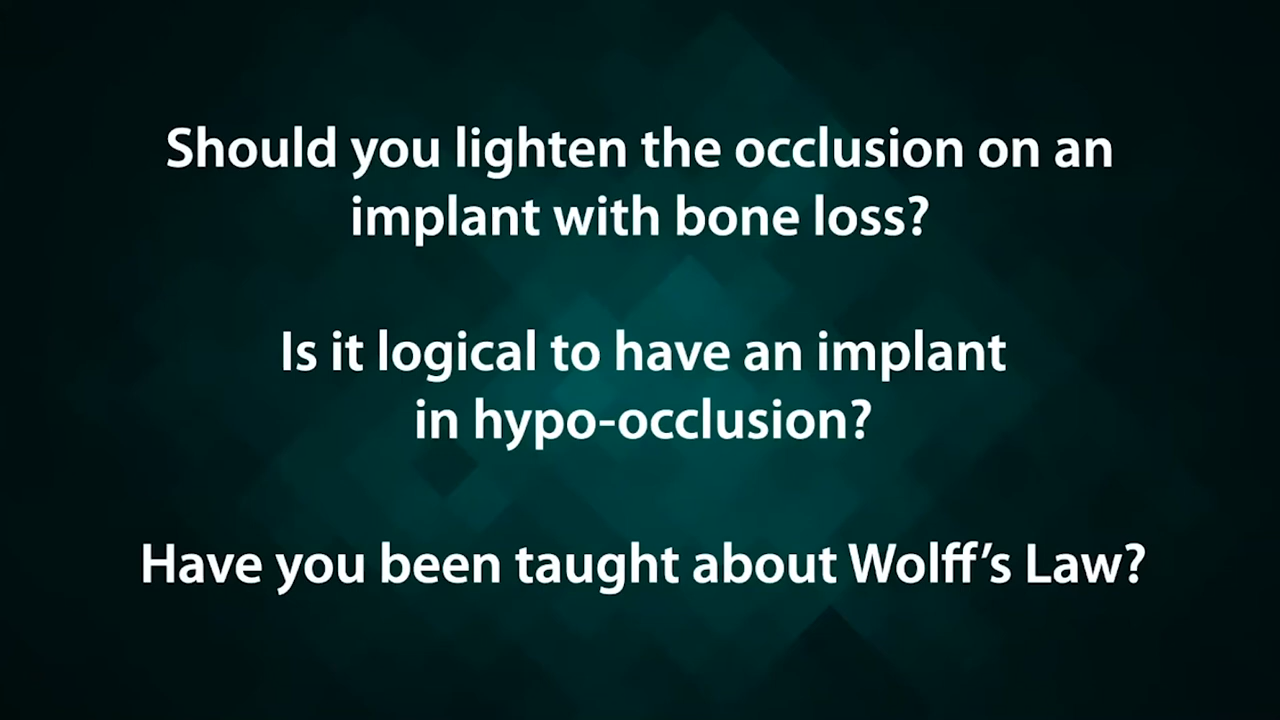 Should you lighten the occlusion on an
implant with bone loss?
Is it logical to have an implant
in hypo-occlusion?
Have you been taught about Wolff’s Law?